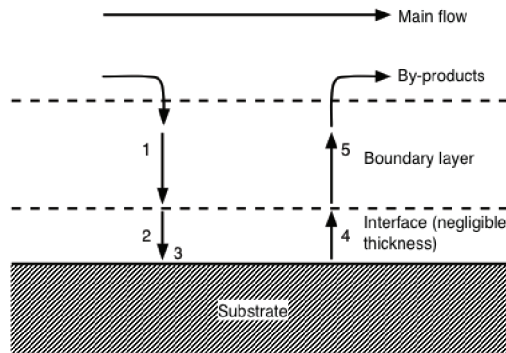 Main flow
By-products
1
5
Boundary layer
2
3
4
Interface (negligible
thickness)
Substrate